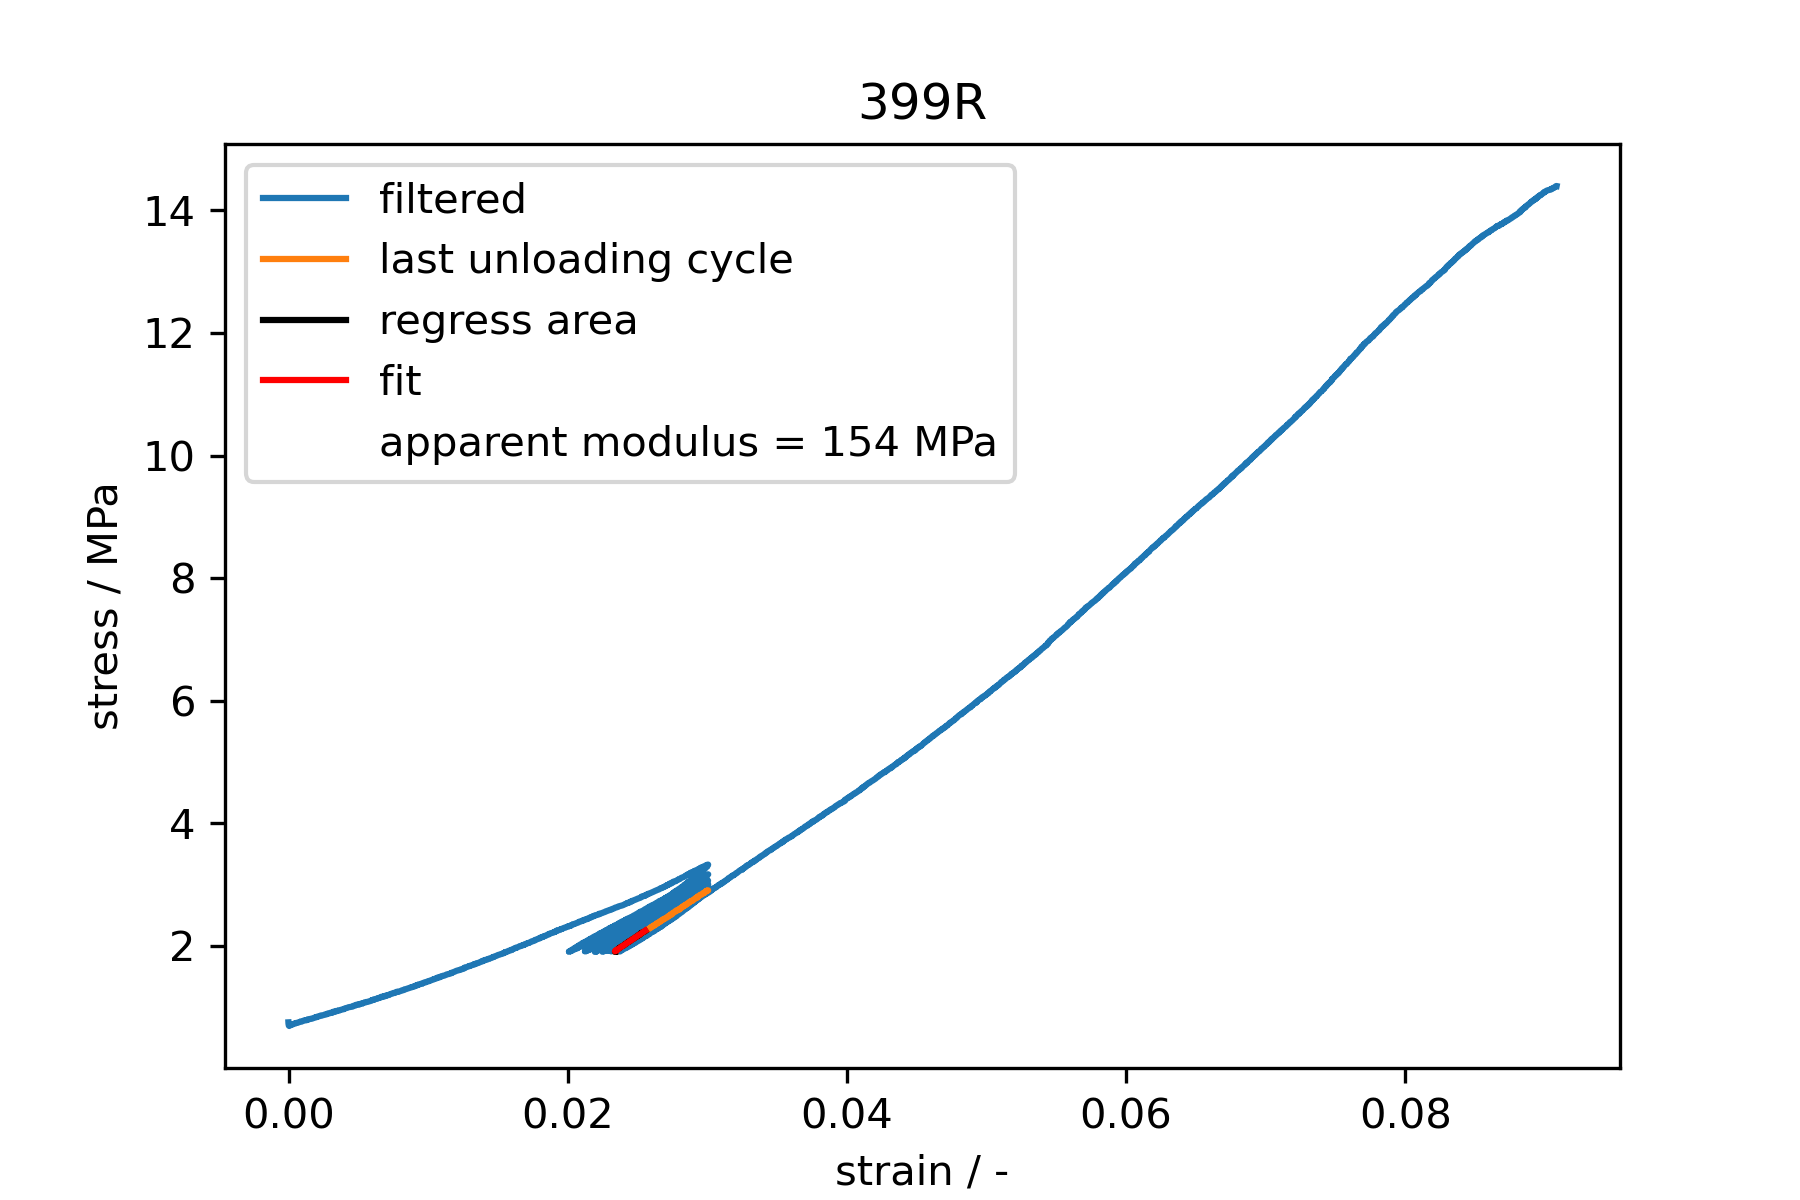 399R
filtered
last unloading cycle
regress area
fit
apparent modulus = 154 MPa
stress / MPa
14
12
10
8
6
4
2
0.00 0.02 0.04 0.06 0.08
strain / -